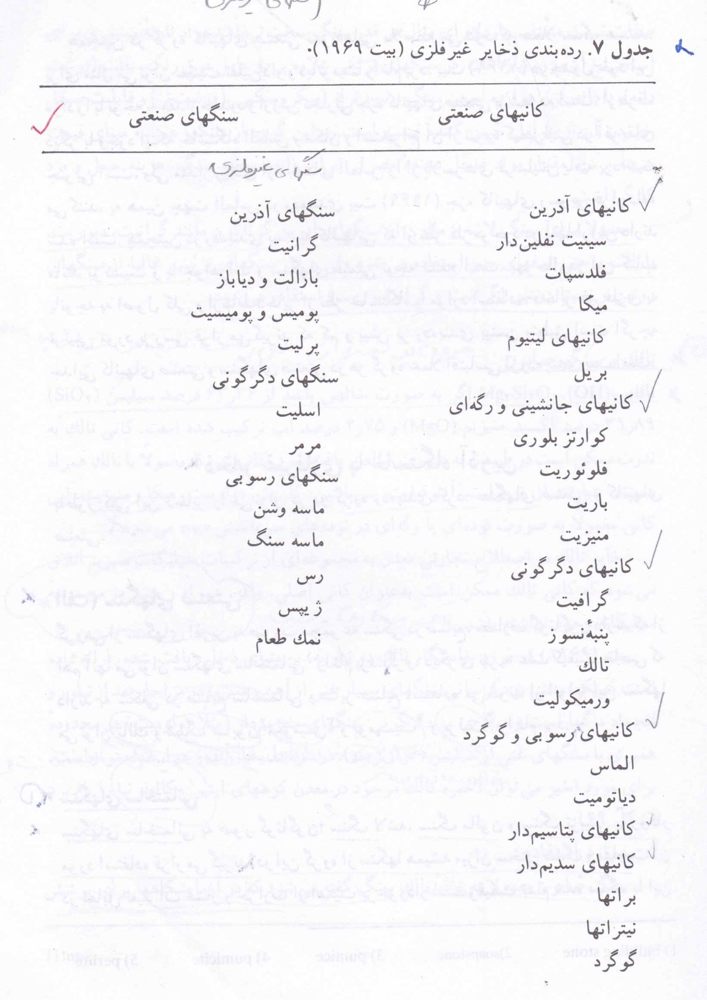 جدول ۷. رده‌بندی ذخایر غیرفلزی (بیت ۱۹۶۹).
کانیهای صنعتی
سنگهای صنعتی
سنگهای غیرفلزی
کانیهای آذرین
سینیت نفلین‌دار
فلدسپات
میکا
کانیهای لیتیوم
بریل
کانیهای جانشینی و رگه‌ای
کوارتز بلوری
فلوئوریت
باریت
منیزیت
کانیهای دگرگونی
گرافیت
پنبهٔ‌نسوز
تالك
ورمیکولیت
کانیهای رسوبی و گوگرد
الماس
دیاتومیت
کانیهای پتاسیم‌دار
کانیهای سدیم‌دار
براتها
نیتراتها
گوگرد
سنگهای آذرین
گرانیت
بازالت و دیاباز
پومیس و پومیسیت
پرلیت
سنگهای دگرگونی
اسلیت
مرمر
سنگهای رسوبی
ماسه وشن
ماسه سنگ
رس
ژیپس
نمك طعام